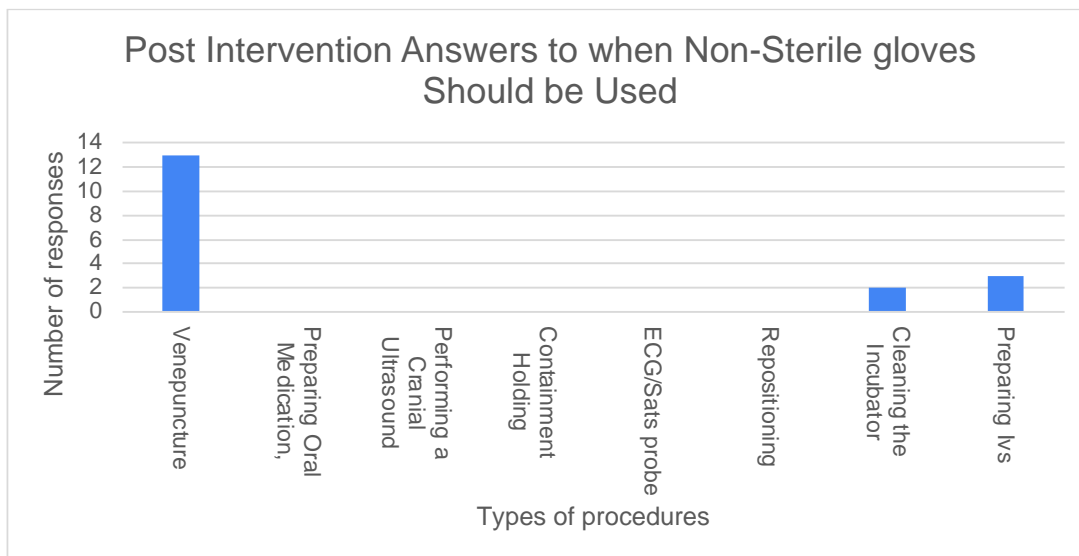 Post Intervention Answers to when Non-Sterile gloves
Should be Used
Number of responses
14
12
10
8
6
4
2
0
Venepuncture
Preparing Oral
Medication,
Performing a
Cranial
Ultrasound
Containment
Holding
ECG/Sats probe
Repositioning
Cleaning the
Incubator
Preparing Ivs
Types of procedures